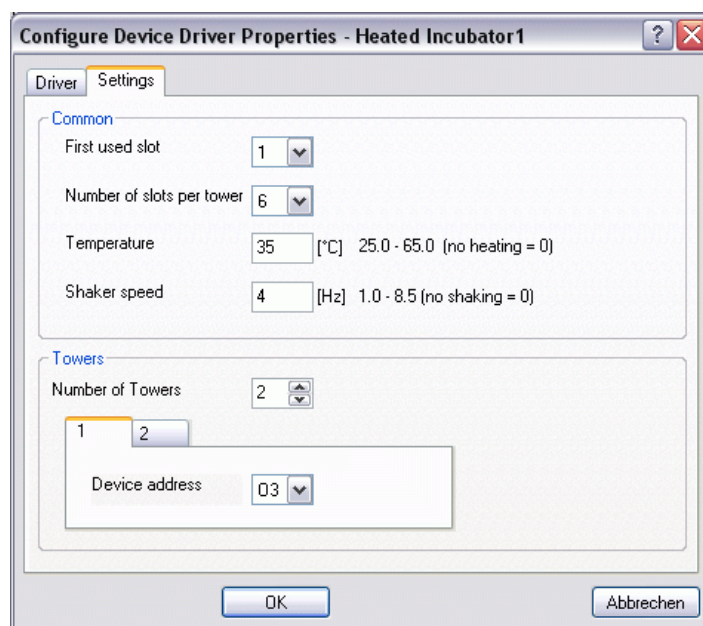 Configure Device Driver Properties - Heated Incubator1
Driver Settings
Common
First used slot 1
Number of slots per tower 6
Temperature 35 [°C] 25.0 - 65.0 (no heating = 0)
Shaker speed 4 [Hz] 1.0 - 8.5 (no shaking = 0)
Towers
Number of Towers 2
1 2
Device address O3
OK Abbrechen